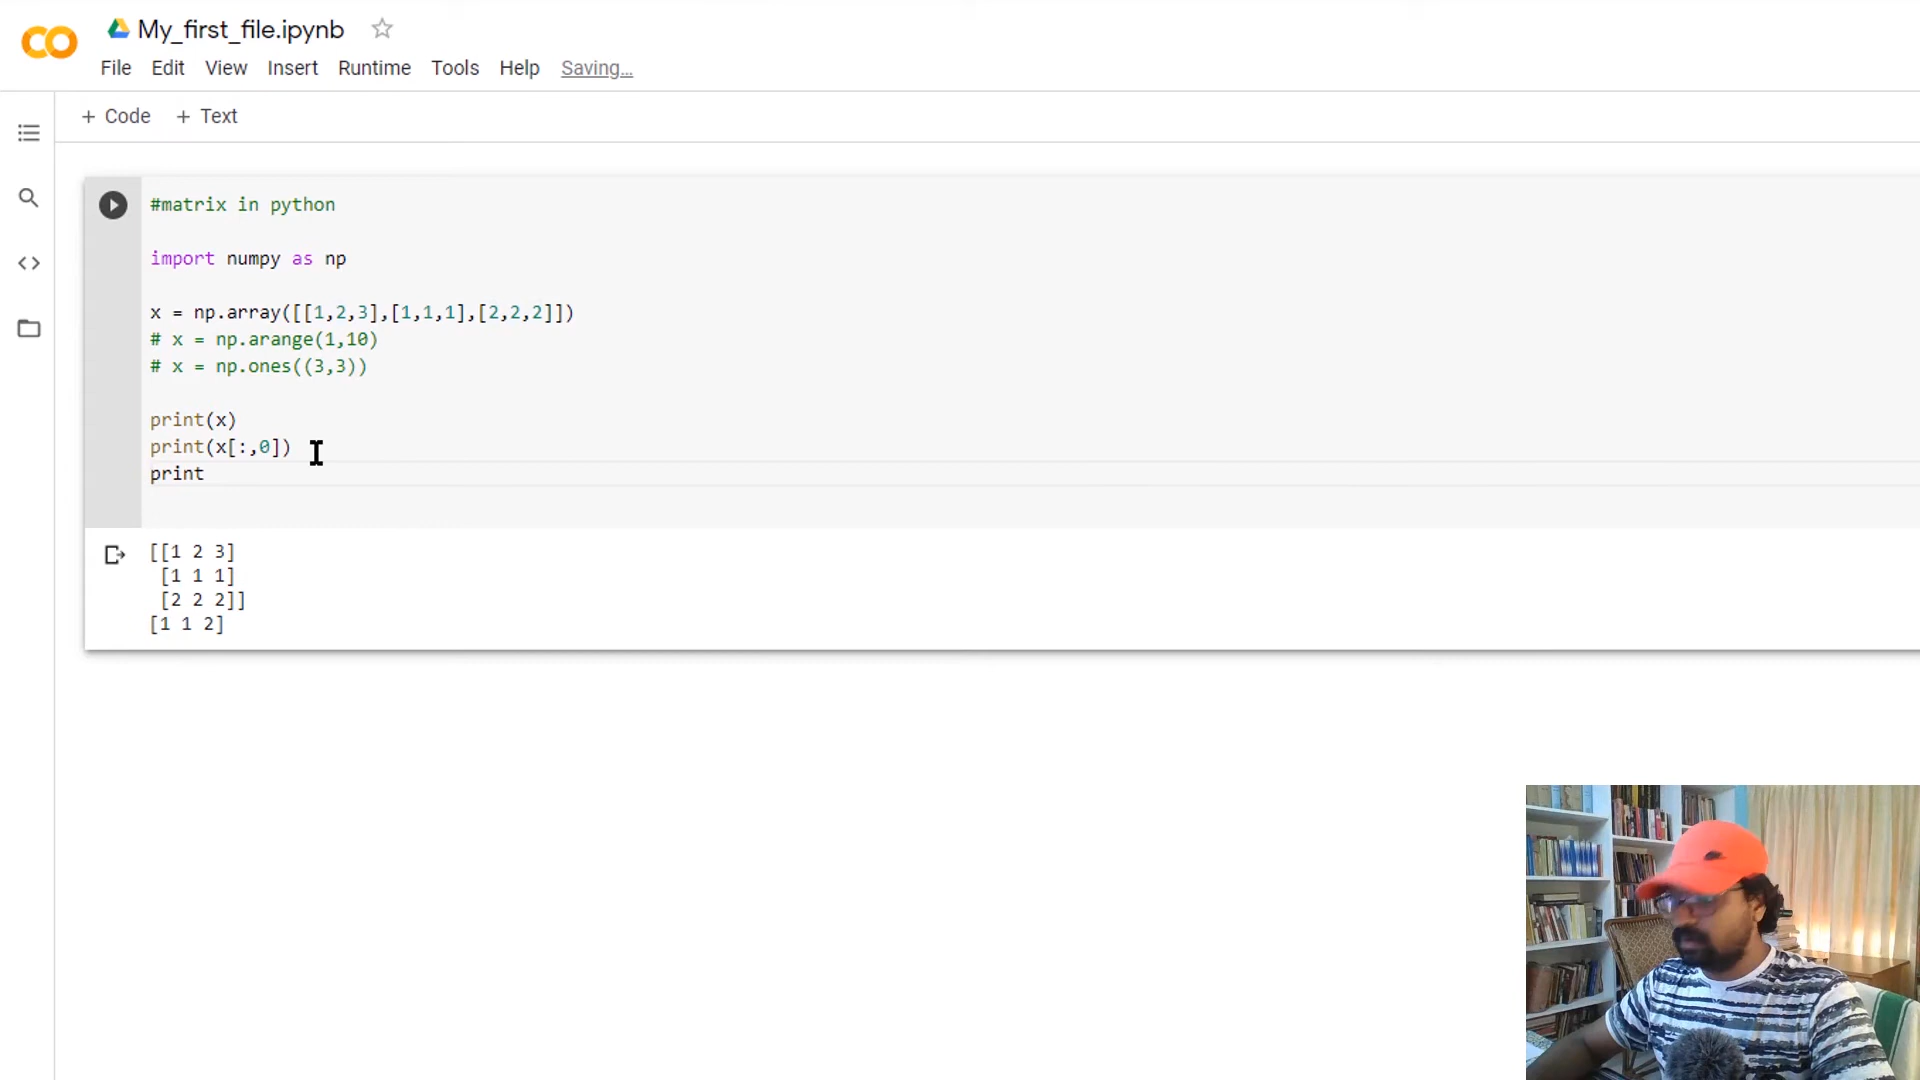 My_first_file.ipynb
File Edit View Insert Runtime Tools Help Saving...
+ Code + Text
#matrix in python
import numpy as np
x = np.array([[1,2,3],[1,1,1],[2,2,2]])
# x = np.arange(1,10)
# x = np.ones((3,3))
print(x)
print(x[:,0])
print
[[1 2 3]
[1 1 1]
[2 2 2]]
[1 1 2]